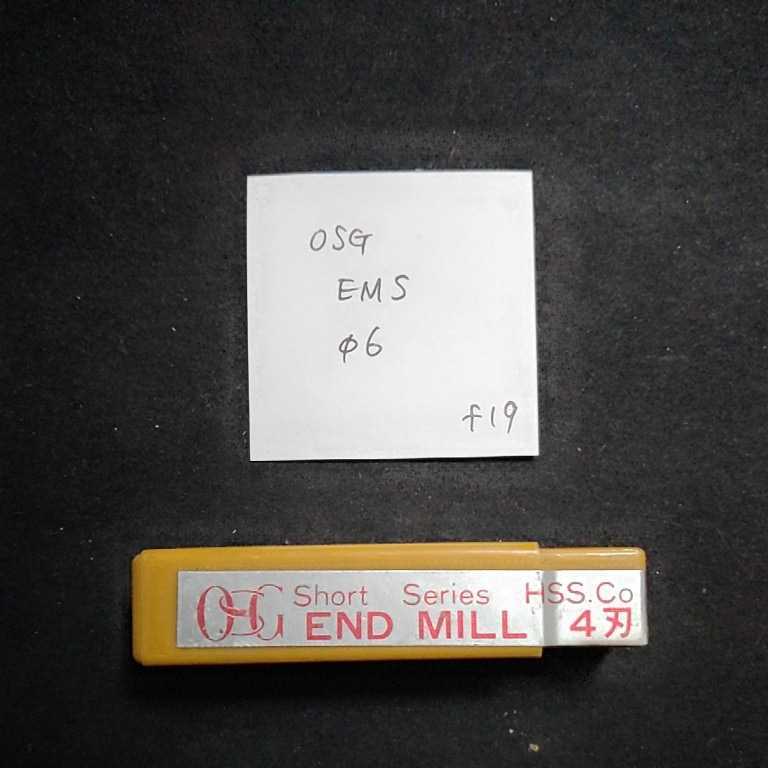 OSG
EMS
φ6
f19
OSG Short Series HSS.Co
END MILL 4刃